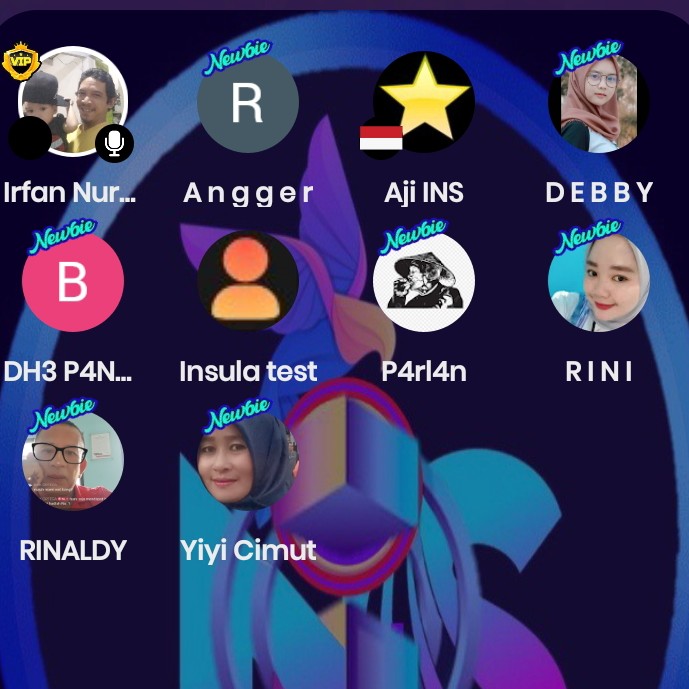 VIP
Newbie
Newbie
R
Irfan Nur...
A n g g e r
Aji INS
D E B B Y
Newbie
Newbie
Newbie
B
DH3 P4N...
Insula test
P4rl4n
R I N I
Newbie
Newbie
RINALDY
Yiyi Cimut